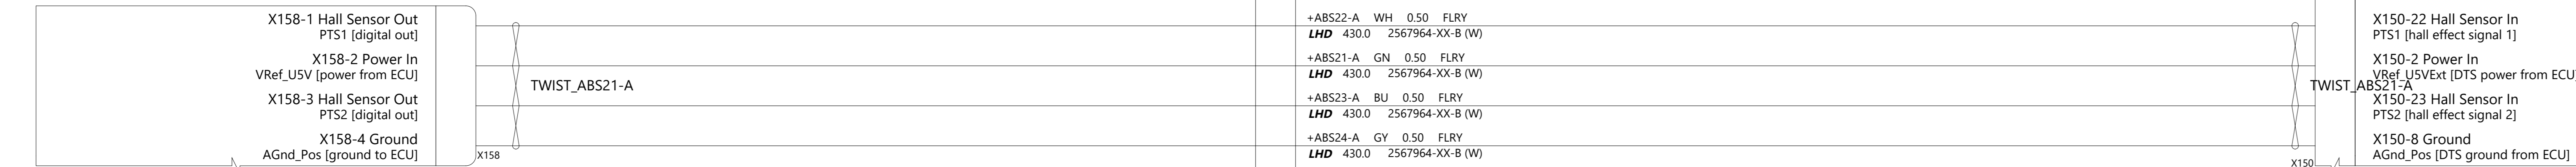 X158-1 Hall Sensor Out
PTS1 [digital out]
X158-2 Power In
VRef_U5V [power from ECU]
X158-3 Hall Sensor Out
PTS2 [digital out]
X158-4 Ground
AGnd_Pos [ground to ECU]
X158
TWIST_ABS21-A
+ABS22-A WH 0.50 FLRY
LHD 430.0 2567964-XX-B (W)
+ABS21-A GN 0.50 FLRY
LHD 430.0 2567964-XX-B (W)
+ABS23-A BU 0.50 FLRY
LHD 430.0 2567964-XX-B (W)
+ABS24-A GY 0.50 FLRY
LHD 430.0 2567964-XX-B (W)
TWIST_ABS21-A
X150
X150-22 Hall Sensor In
PTS1 [hall effect signal 1]
X150-2 Power In
VRef_U5VExt [DTS power from ECU]
X150-23 Hall Sensor In
PTS2 [hall effect signal 2]
X150-8 Ground
AGnd_Pos [DTS ground from ECU]